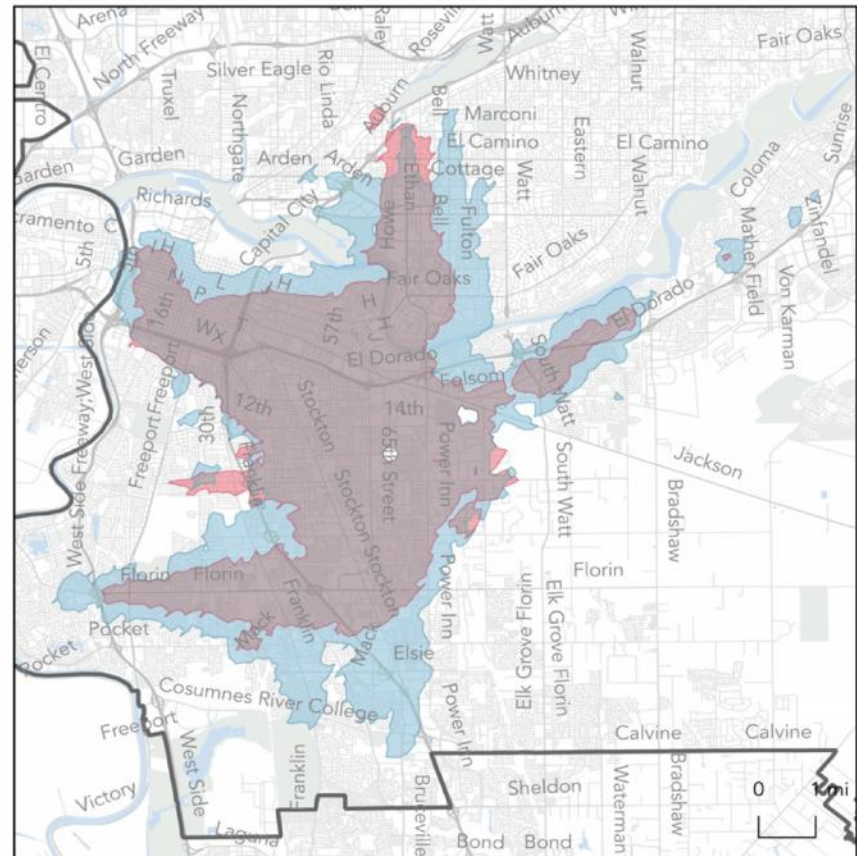 Arena
Raley
Roseville
Watt
Auburn
El Centro
North Freeway
Truxel
Silver Eagle
Rio Linda
Auburn
Bell
Whitney
Walnut
Fair Oaks
Northgate
Marconi
El Camino
Eastern
El Camino
Sunrise
Garden
Garden
Arden
Arden
Ethan
Cottage
Watt
Walnut
Coloma
Richards
Capital City
Howe
Bell
Fulton
Mather Field
Zinfandel
5th
C
H
N
P
L
H
Fair Oaks
Fair Oaks
Von Karman
16th
WX
T
57th
H
H
J
El Dorado
El Dorado
Folsom
South Watt
West Side Freeway;West Side
Freeport
Freeport
30th
12th
Stockton
14th
65th Street
Power Inn
Jackson
Franklin
Stockton
South Watt
Bradshaw
Florin
Florin
Stockton
Power Inn
Florin
Pocket
Mack
Franklin
Mack
Elsie
Elk Grove Florin
Elk Grove Florin
Pocket
Cosumnes River College
Power Inn
Freeport
Calvine
Calvine
West Side
Franklin
Victory
Bruceville
Sheldon
Waterman
Bradshaw
0 1 mi
Laguna
Bond
Bond